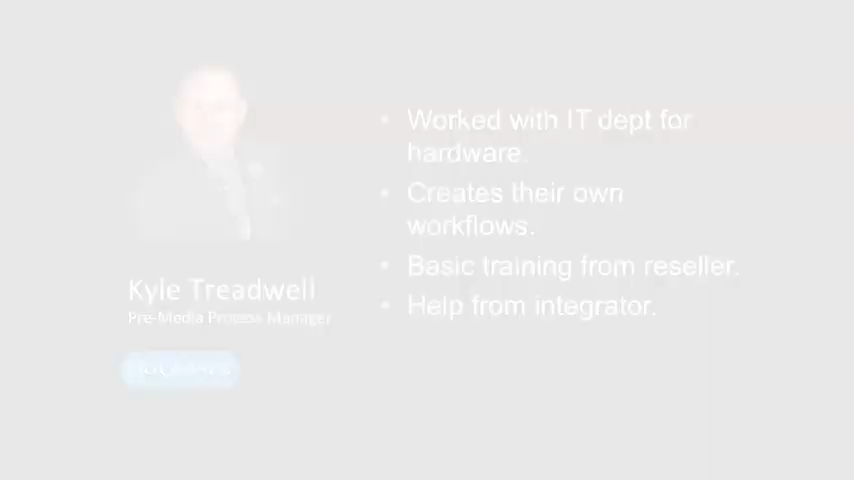 • Worked with IT dept for
hardware.
• Creates their own
workflows.
• Basic training from reseller.
• Help from integrator.
Kyle Treadwell
Pre-Media Process Manager